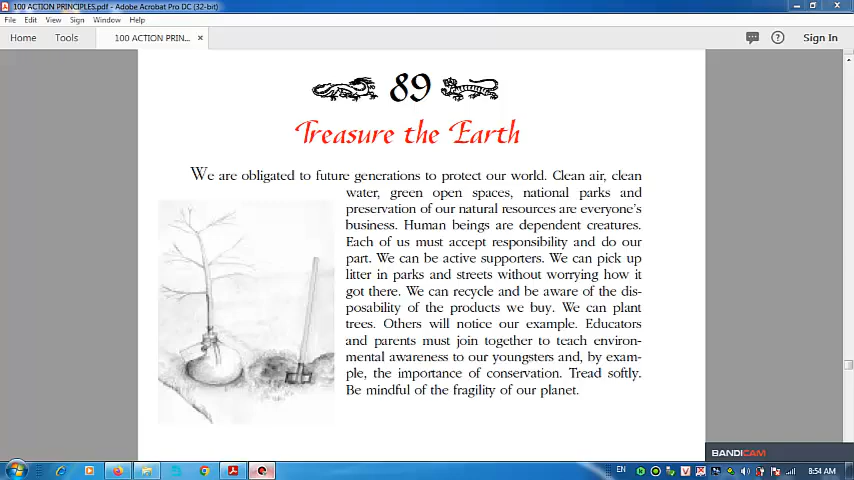 100 ACTION PRINCIPLES.pdf - Adobe Acrobat Pro DC (32-bit)
File Edit View Sign Window Help
Home Tools 100 ACTION PRIN... × Sign In
89
Treasure the Earth
We are obligated to future generations to protect our world. Clean air, clean
water, green open spaces, national parks and
preservation of our natural resources are everyone's
business. Human beings are dependent creatures.
Each of us must accept responsibility and do our
part. We can be active supporters. We can pick up
litter in parks and streets without worrying how it
got there. We can recycle and be aware of the dis-
posability of the products we buy. We can plant
trees. Others will notice our example. Educators
and parents must join together to teach environ-
mental awareness to our youngsters and, by exam-
ple, the importance of conservation. Tread softly.
Be mindful of the fragility of our planet.
BANDICAM
EN 8:54 AM